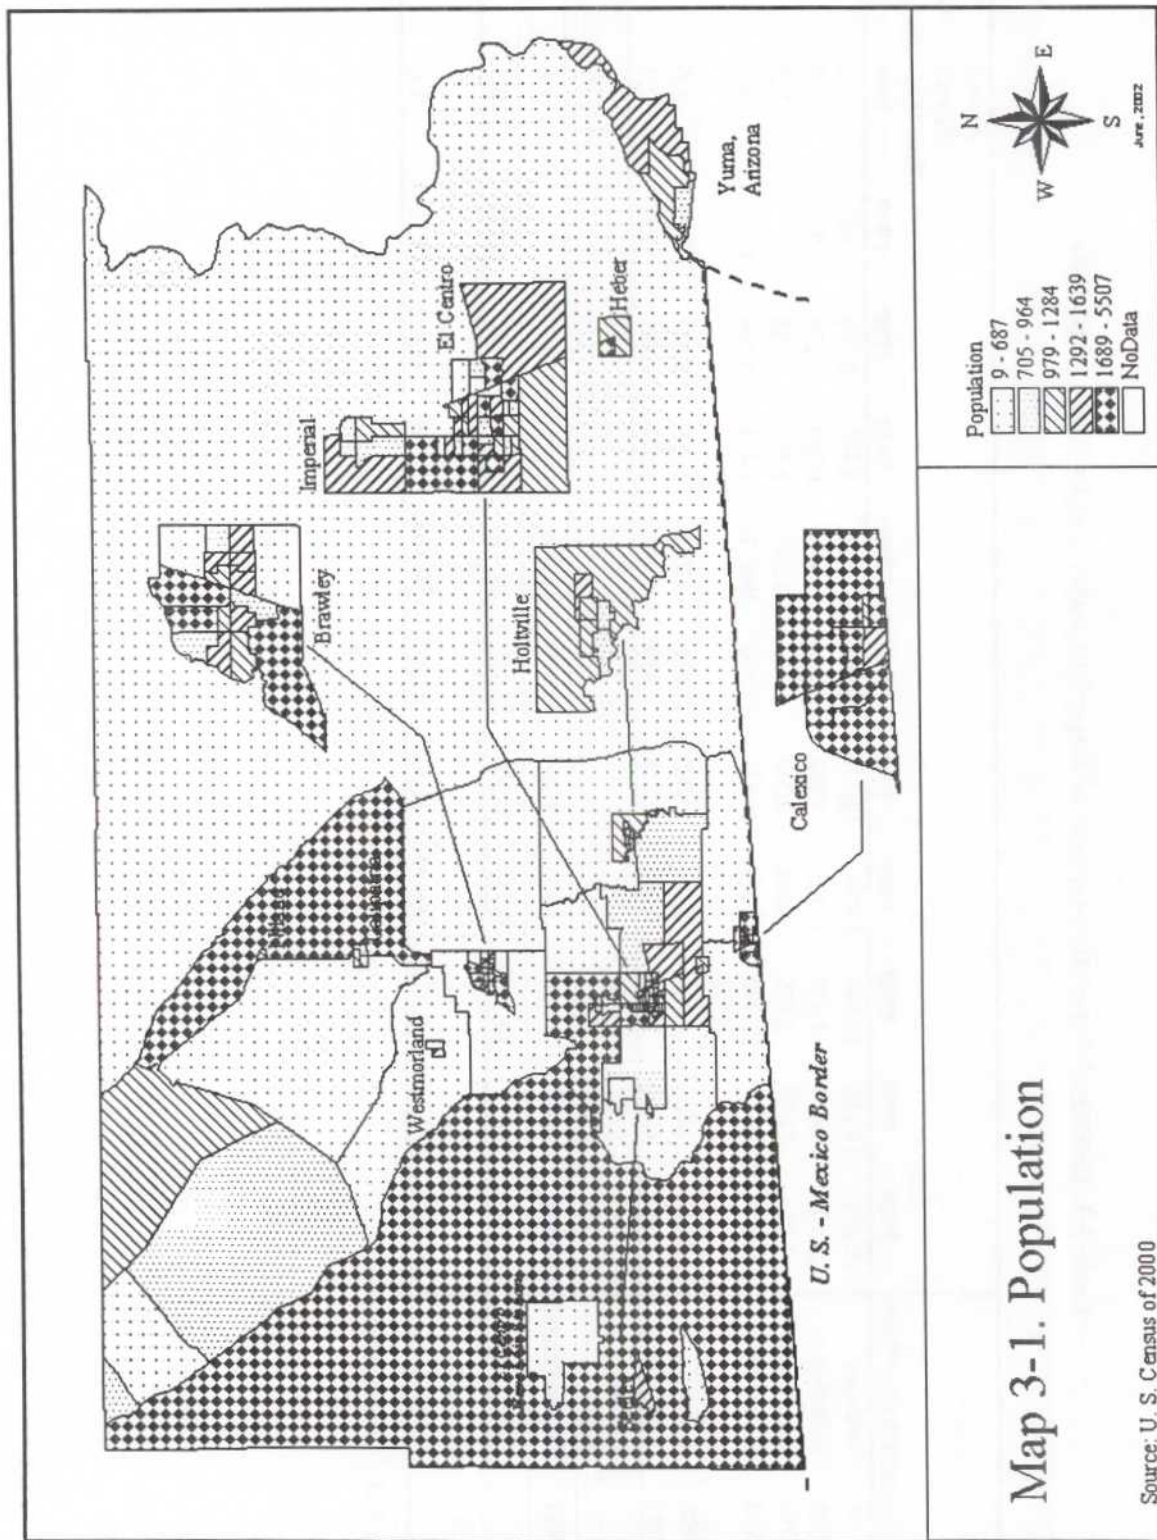 Imperial
El Centro
Brawley
Heber
Holtville
Yuma,
Arizona
Westmorland
Calexico
U. S. - Mexico Border
Map 3-1. Population
Source: U. S. Census of 2000
Population
9 - 687
705 - 964
979 - 1284
1292 - 1639
1689 - 5507
NoData
N
W
E
S
June, 2002